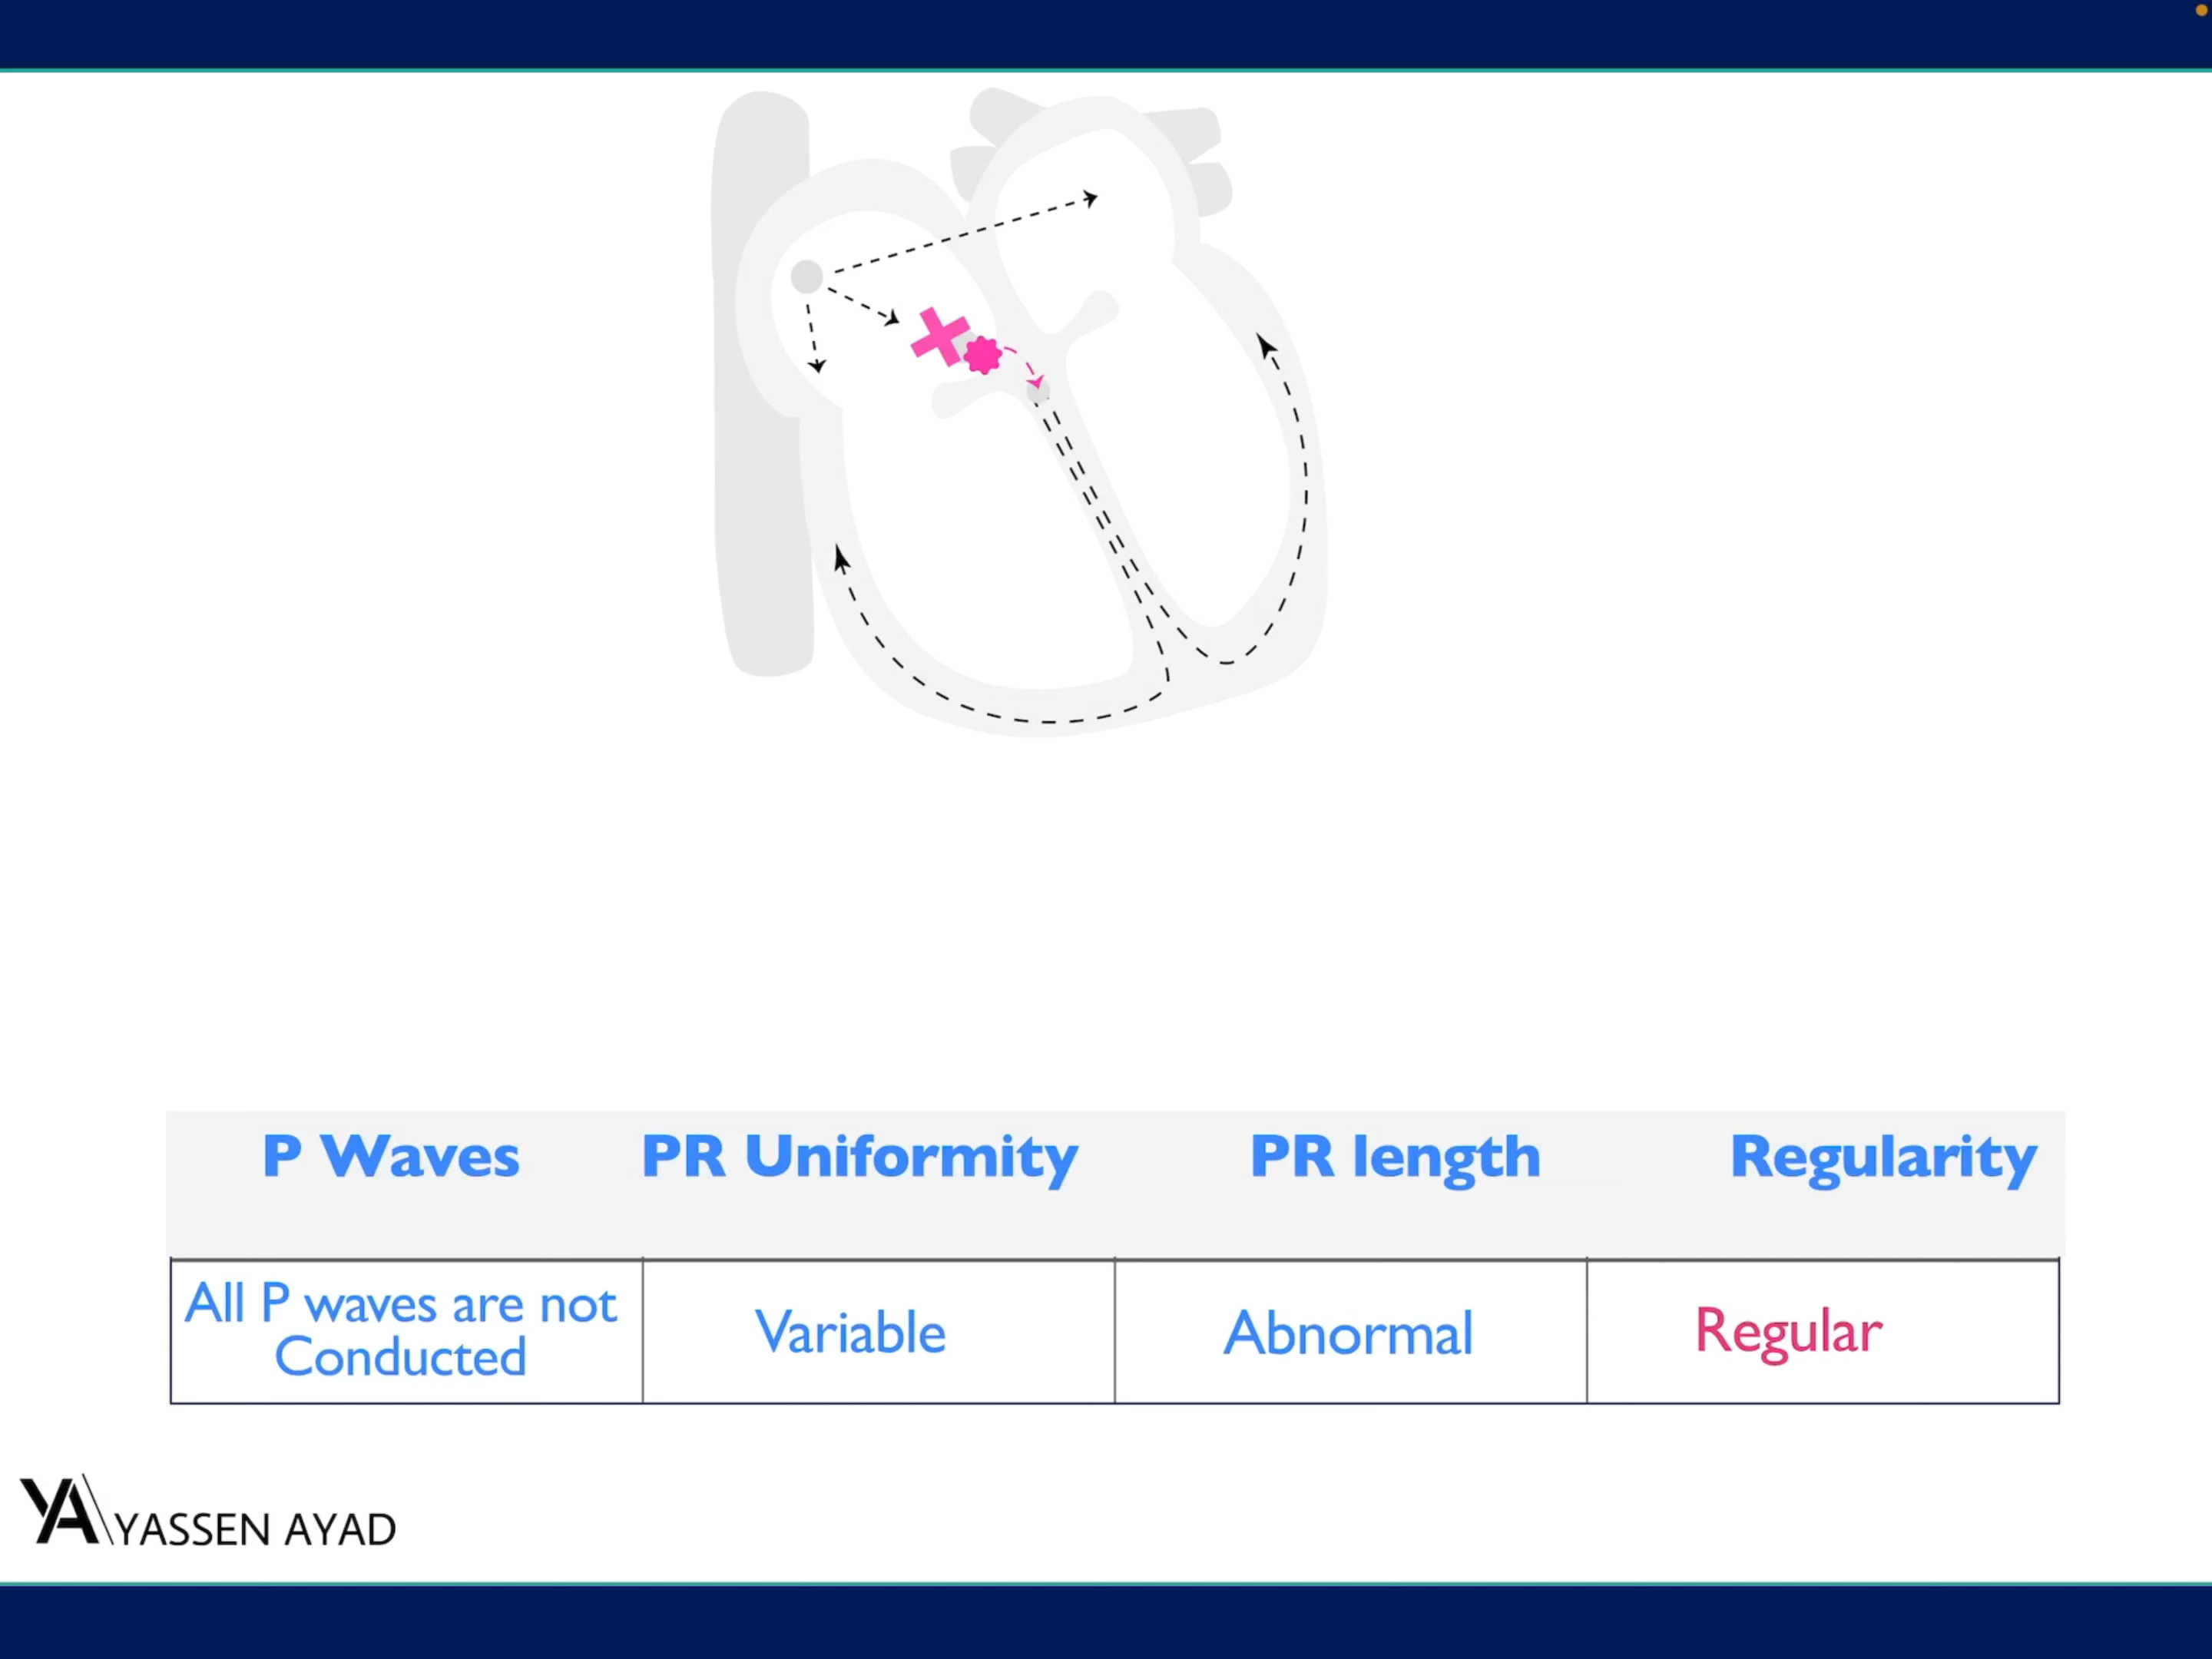 P Waves PR Uniformity PR length Regularity
All P waves are not
Conducted
Variable
Abnormal
Regular
YA YASSEN AYAD